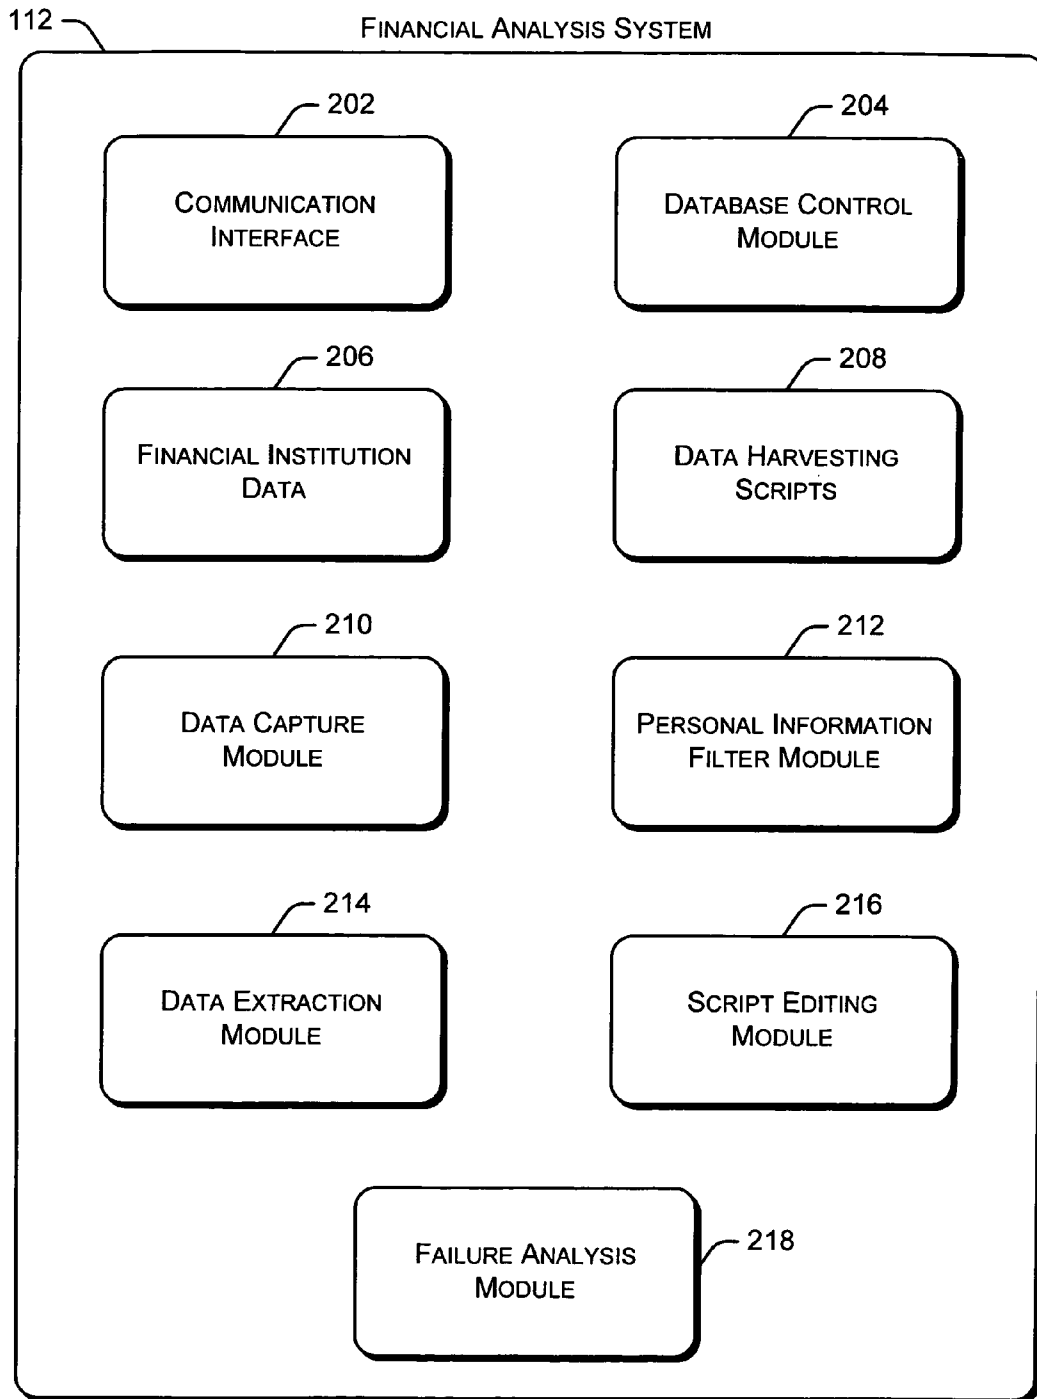 112
FINANCIAL ANALYSIS SYSTEM
202
204
COMMUNICATION
INTERFACE
DATABASE CONTROL
MODULE
206
208
FINANCIAL INSTITUTION
DATA
DATA HARVESTING
SCRIPTS
210
212
DATA CAPTURE
MODULE
PERSONAL INFORMATION
FILTER MODULE
214
216
DATA EXTRACTION
MODULE
SCRIPT EDITING
MODULE
218
FAILURE ANALYSIS
MODULE